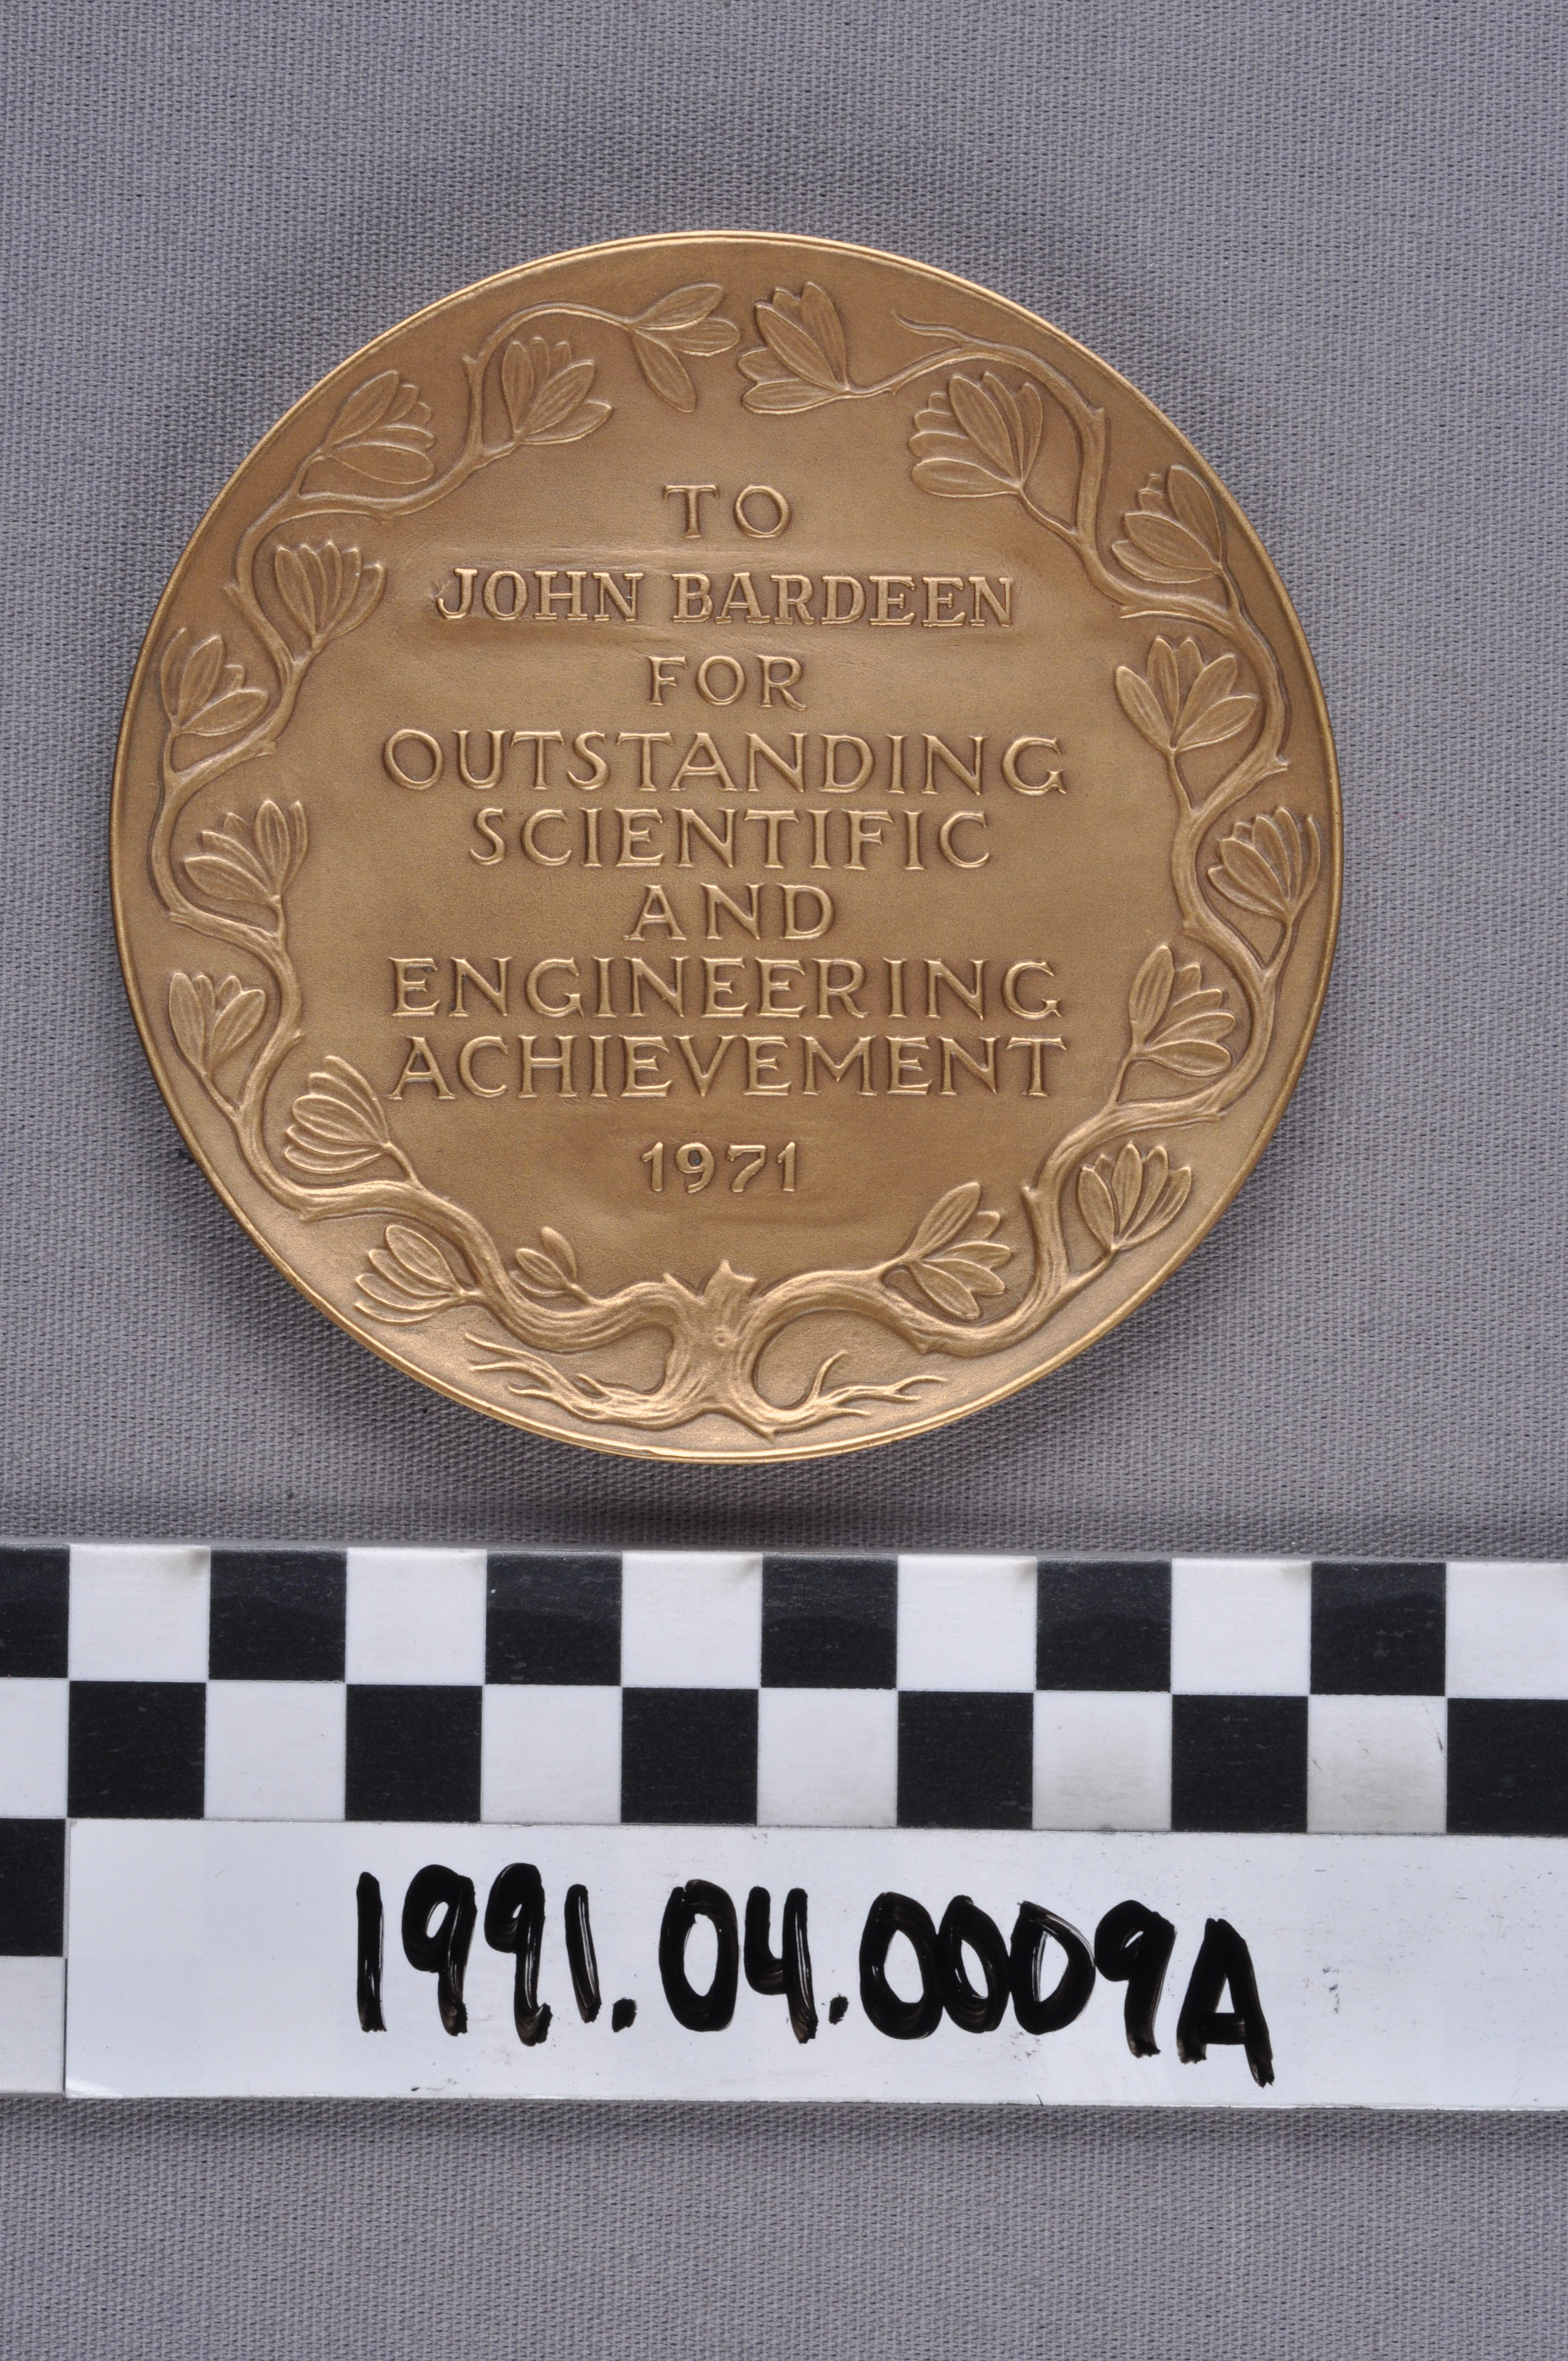 TO
JOHN BARDEEN
FOR
OUTSTANDING
SCIENTIFIC
AND
ENGINEERING
ACHIEVEMENT
1971
1991.04.0009A